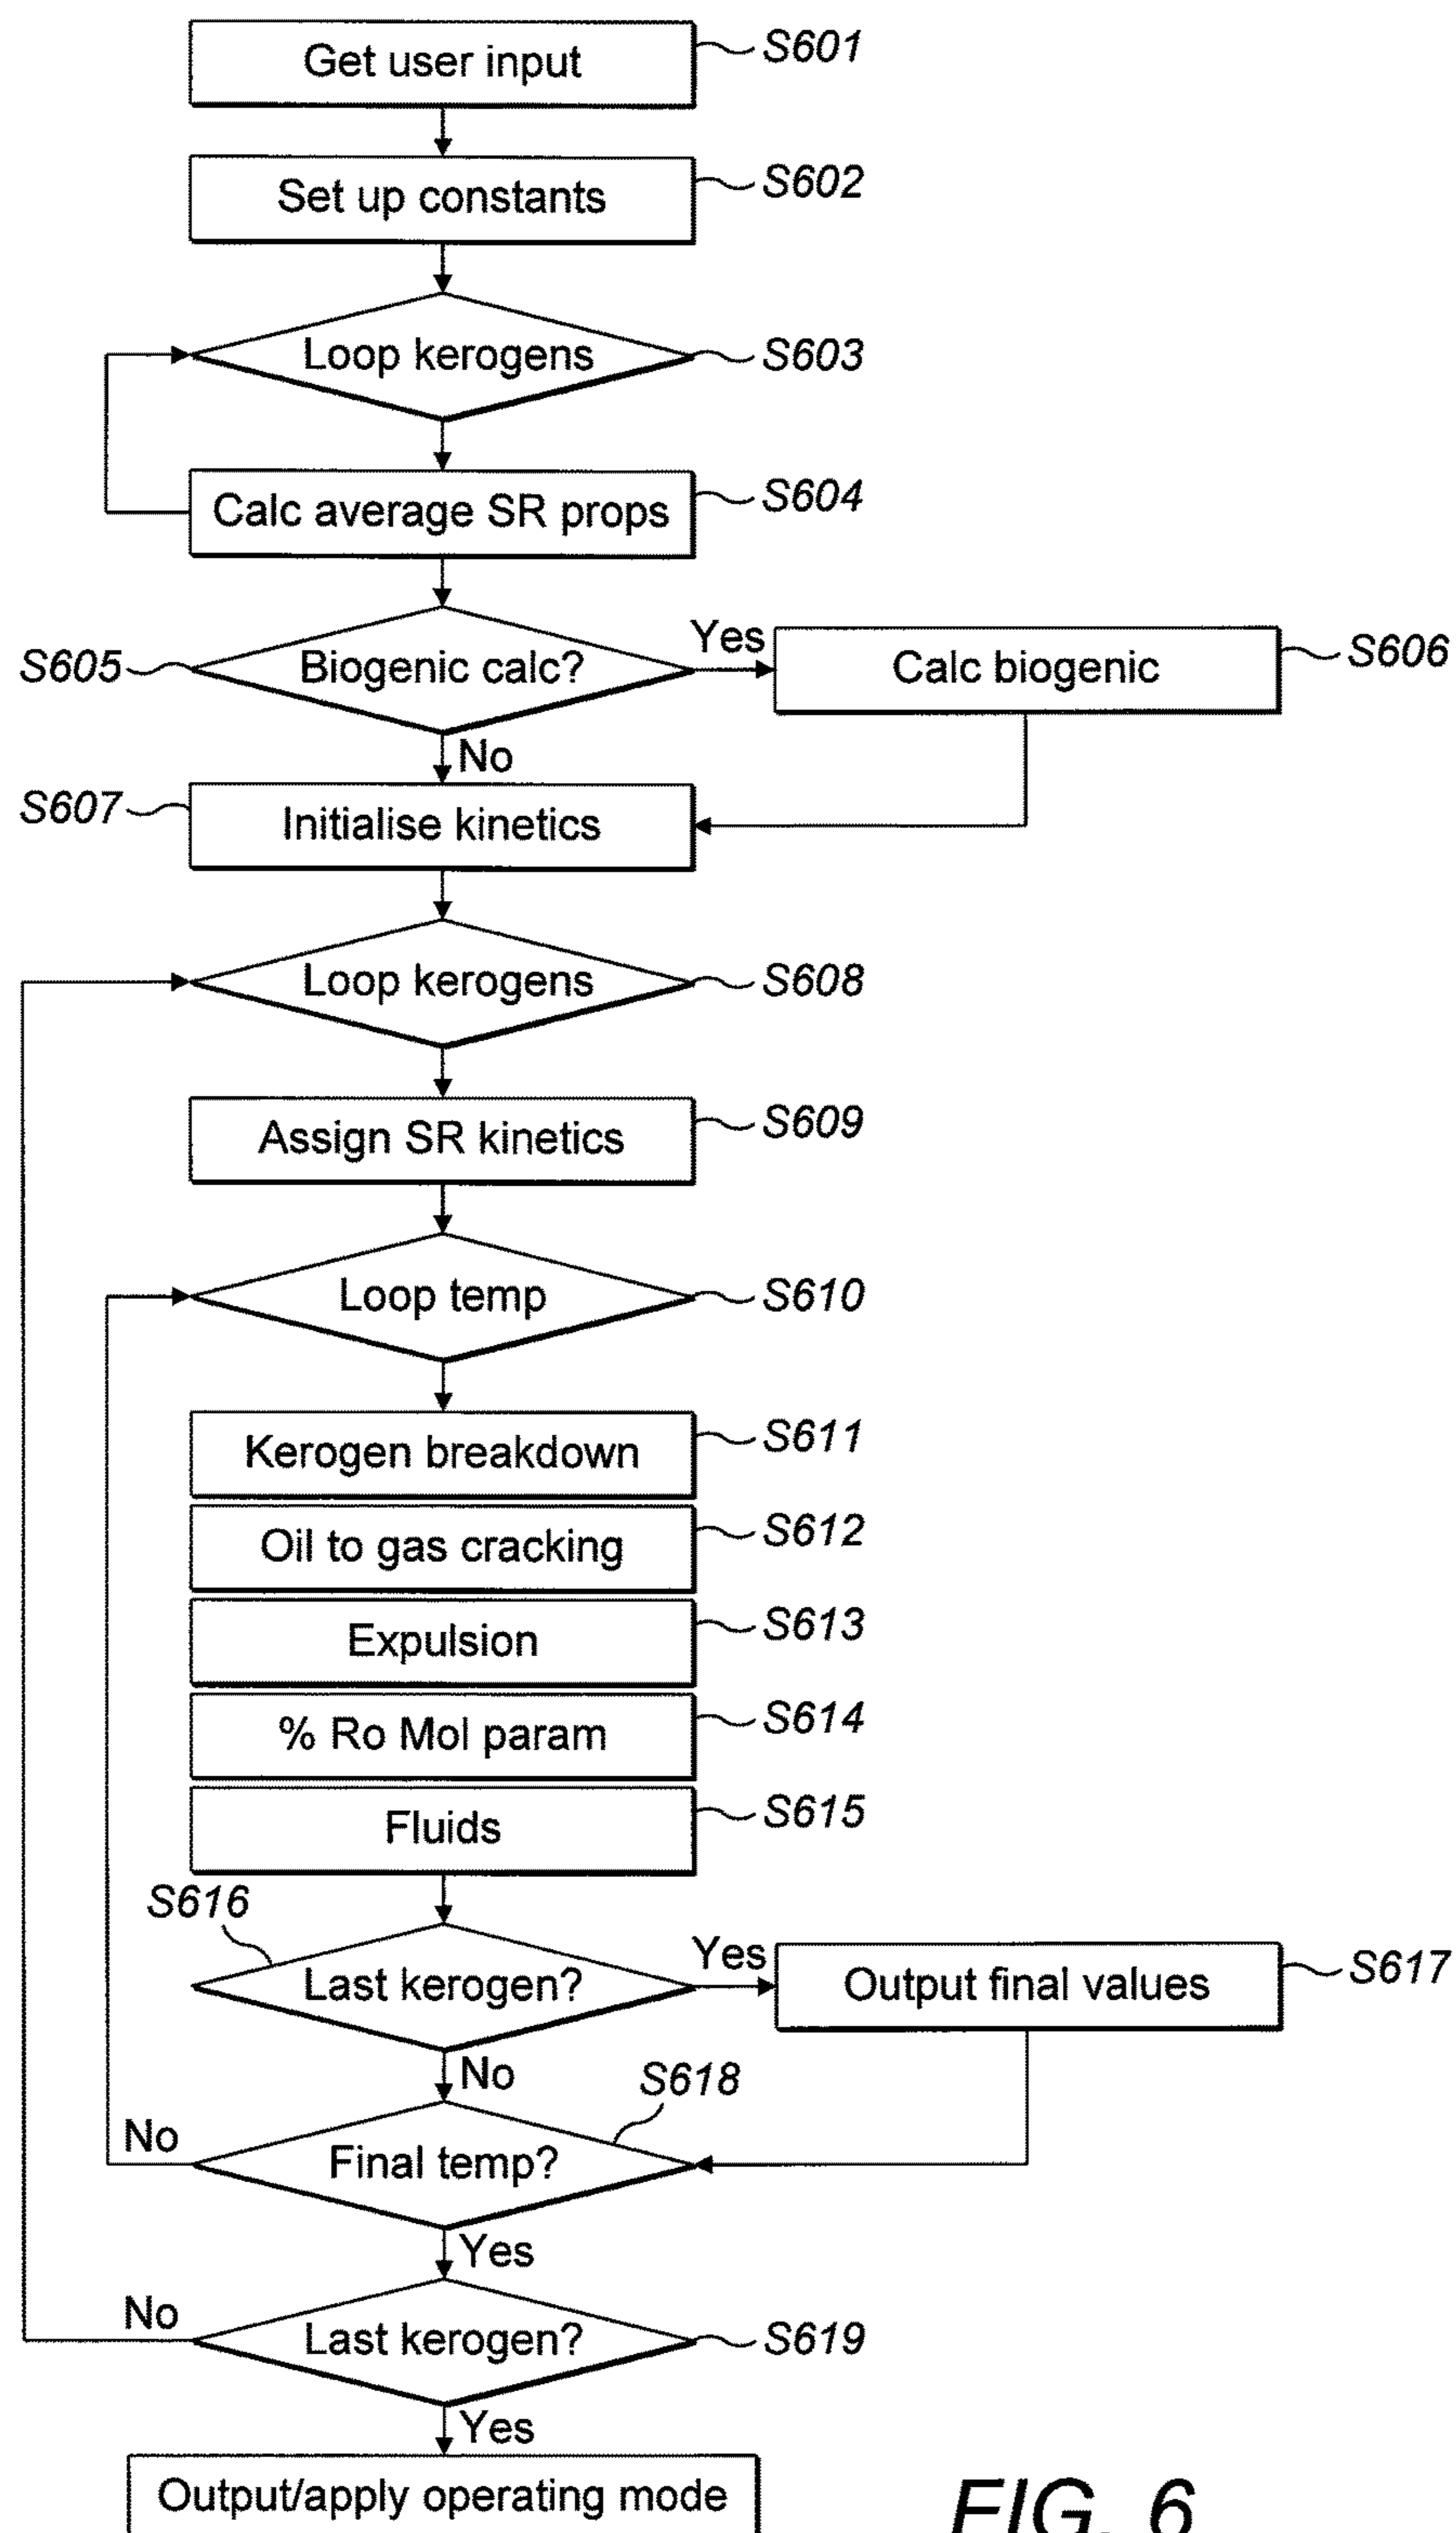 Get user input
S601
Set up constants
S602
Loop kerogens
S603
Calc average SR props
S604
S605
Biogenic calc?
Yes
Calc biogenic
S606
No
S607
Initialise kinetics
Loop kerogens
S608
Assign SR kinetics
S609
Loop temp
S610
Kerogen breakdown
S611
Oil to gas cracking
S612
Expulsion
S613
% Ro Mol param
S614
Fluids
S615
S616
Last kerogen?
Yes
Output final values
S617
No
S618
No
Final temp?
Yes
No
Last kerogen?
S619
Yes
Output/apply operating mode
FIG. 6